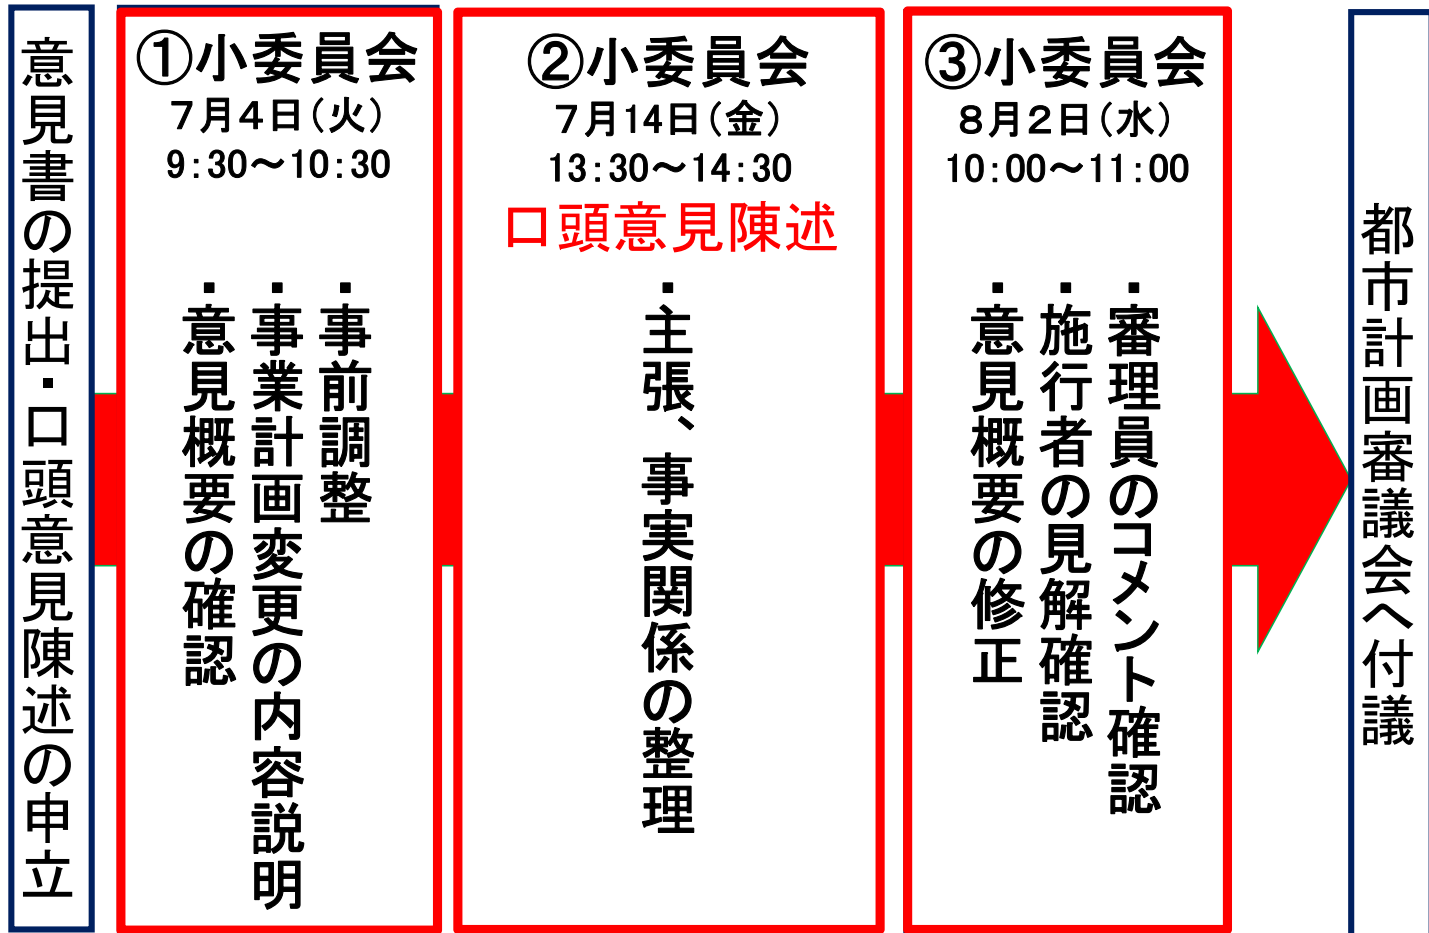 意見書の提出・口頭意見陳述の申立
①小委員会
7月4日（火）
9：30～10：30
・事前調整
・事業計画変更の内容説明
・意見概要の確認
②小委員会
7月14日（金）
13：30～14：30
口頭意見陳述
・主張、事実関係の整理
③小委員会
8月2日（水）
10：00～11：00
・審理員のコメント確認
・施行者の見解確認
・意見概要の修正
都市計画審議会へ付議